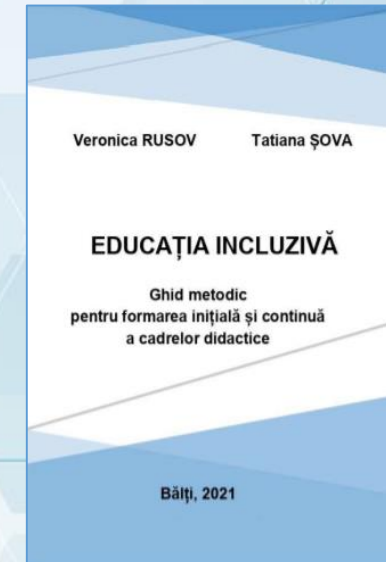 Veronica RUSOV Tatiana ȘOVA
EDUCAȚIA INCLUZIVĂ
Ghid metodic
pentru formarea inițială și continuă
a cadrelor didactice
Bălți, 2021